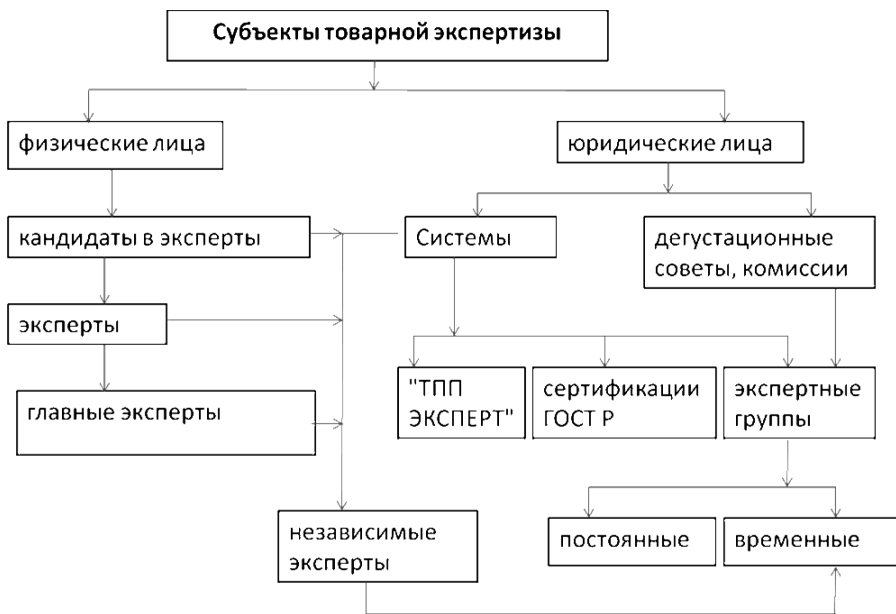 Субъекты товарной экспертизы
физические лица
юридические лица
кандидаты в эксперты
Системы
дегустационные
советы, комиссии
эксперты
главные эксперты
"ТПП
ЭКСПЕРТ"
сертификации
ГОСТ Р
экспертные
группы
независимые
эксперты
постоянные
временные